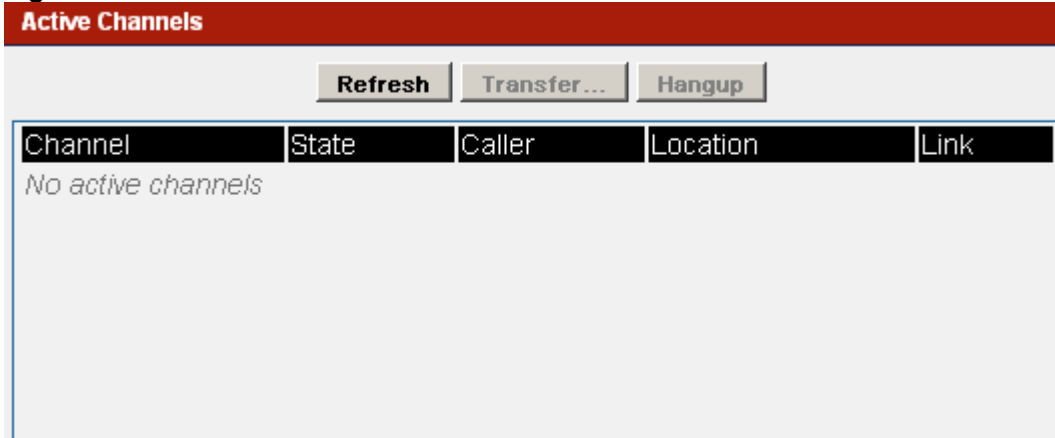 Active Channels
Refresh Transfer... Hangup
Channel State Caller Location Link
No active channels